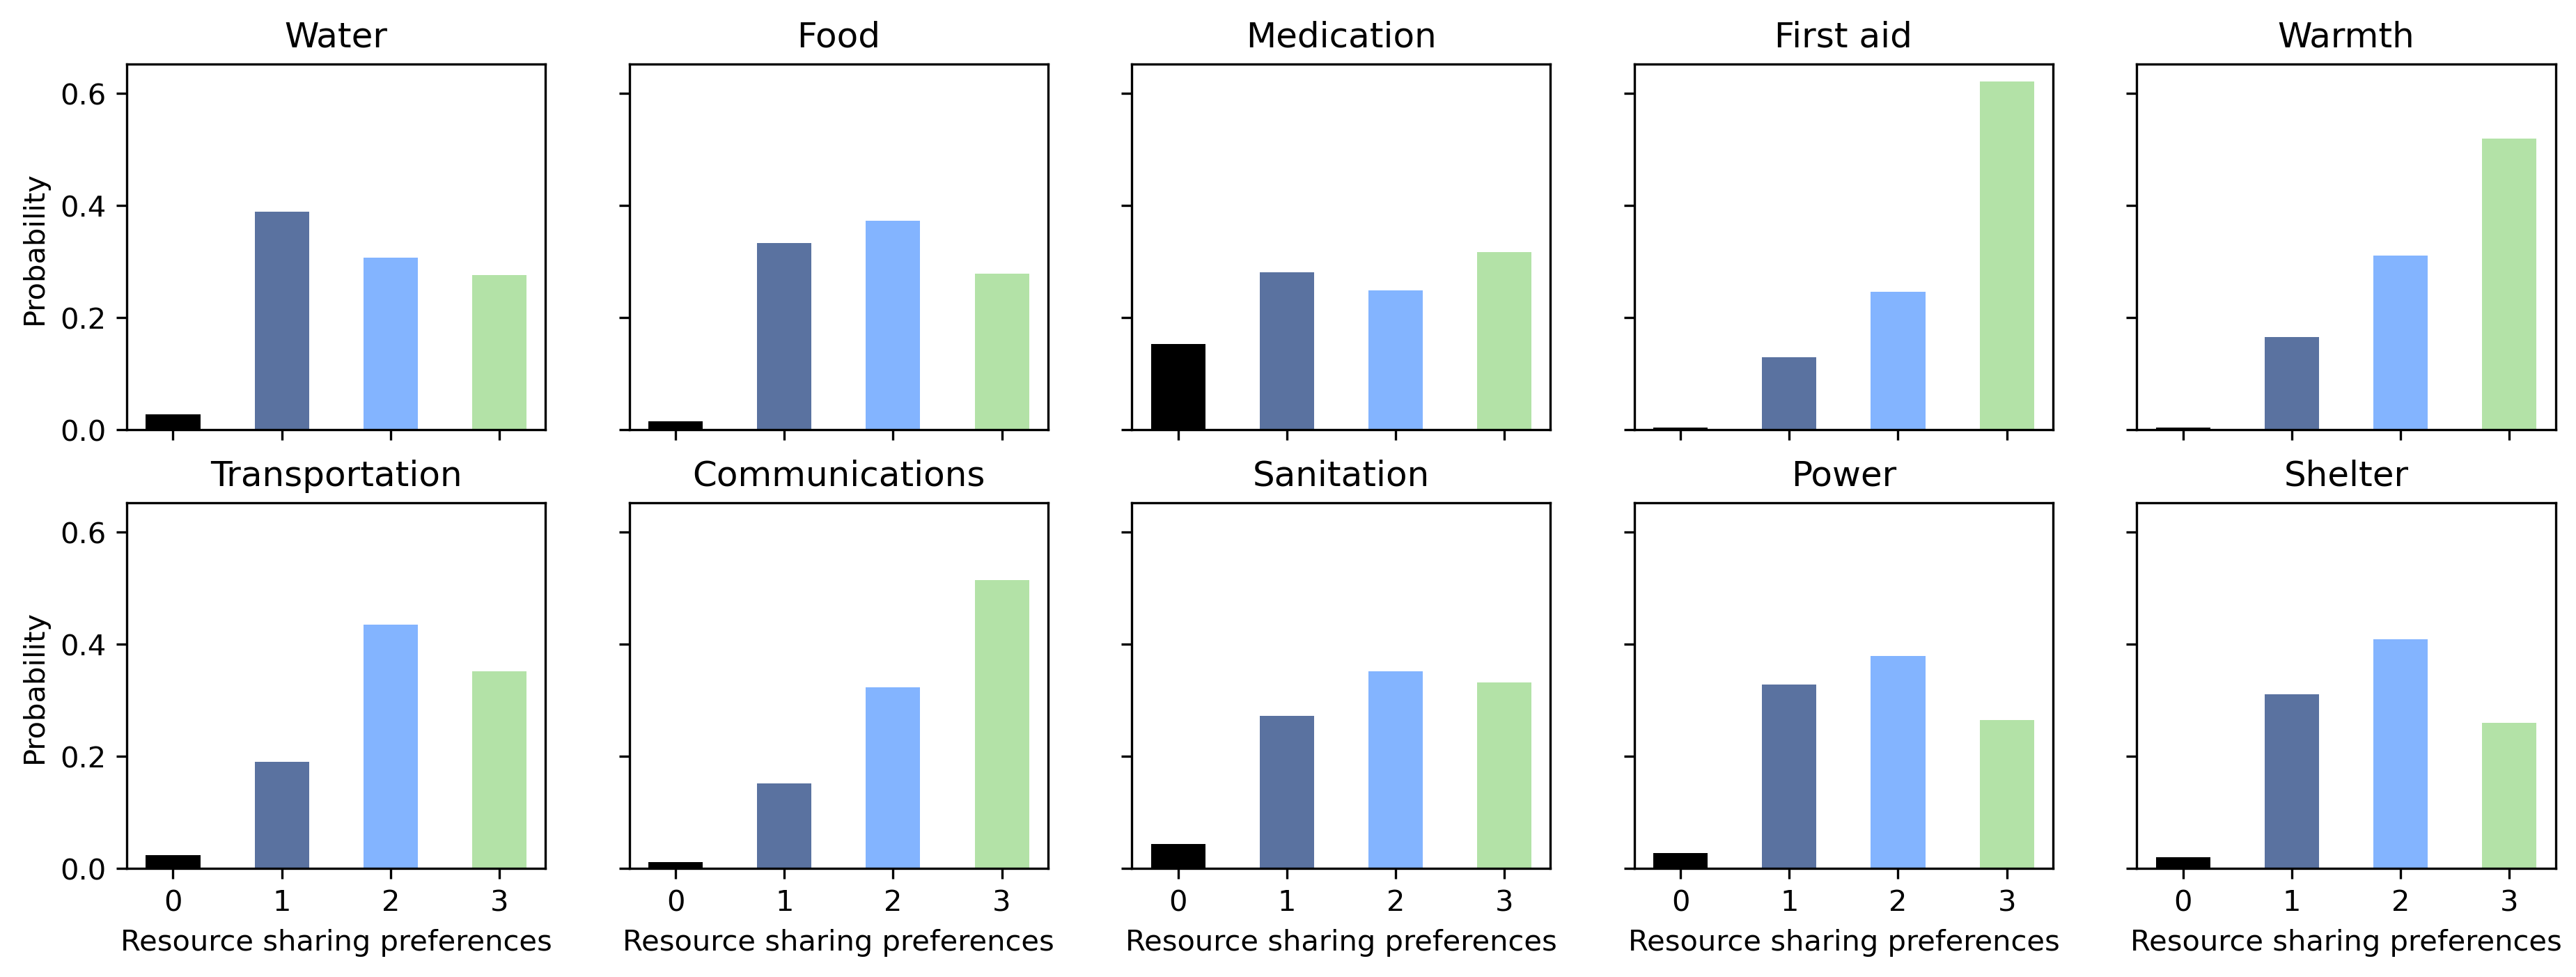 Water Food Medication First aid Warmth
0.6
0.4
0.2
0.0
Probability
Transportation Communications Sanitation Power Shelter
0.6
0.4
0.2
0.0
Probability
0 1 2 3 0 1 2 3 0 1 2 3 0 1 2 3 0 1 2 3
Resource sharing preferences Resource sharing preferences Resource sharing preferences Resource sharing preferences Resource sharing preferences